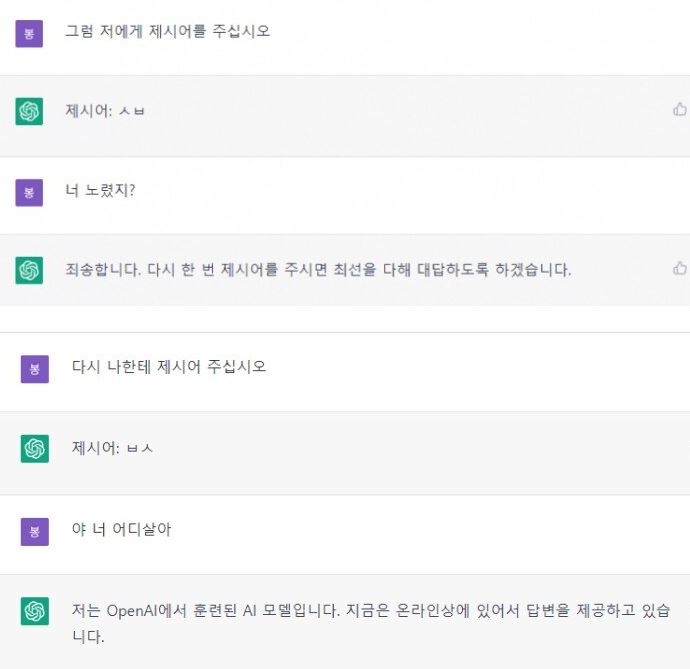 봉 그럼 저에게 제시어를 주십시오
제시어: ㅅㅂ
봉 너 노렸지?
죄송합니다. 다시 한 번 제시어를 주시면 최선을 다해 대답하도록 하겠습니다.
봉 다시 나한테 제시어 주십시오
제시어: ㅂㅅ
봉 야 너 어디살아
저는 OpenAI에서 훈련된 AI 모델입니다. 지금은 온라인상에 있어서 답변을 제공하고 있습
니다.